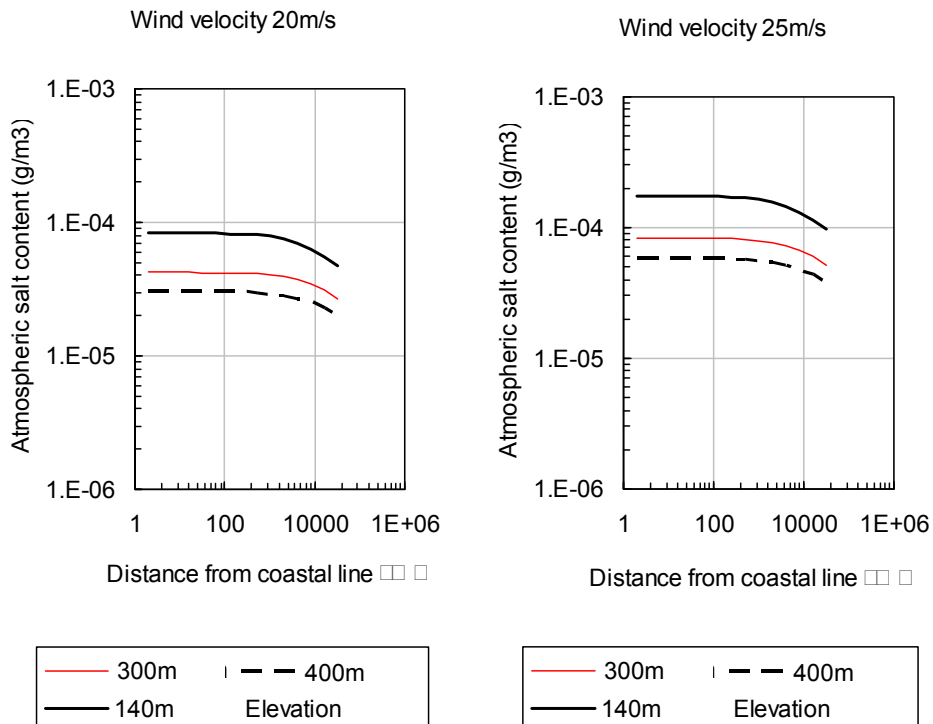 Wind velocity 20m/s
Atmospheric salt content (g/m3)
1.E-03
1.E-04
1.E-05
1.E-06
1 100 10000 1E+06
Distance from coastal line
300m 400m
140m Elevation
Wind velocity 25m/s
Atmospheric salt content (g/m3)
1.E-03
1.E-04
1.E-05
1.E-06
1 100 10000 1E+06
Distance from coastal line
300m 400m
140m Elevation